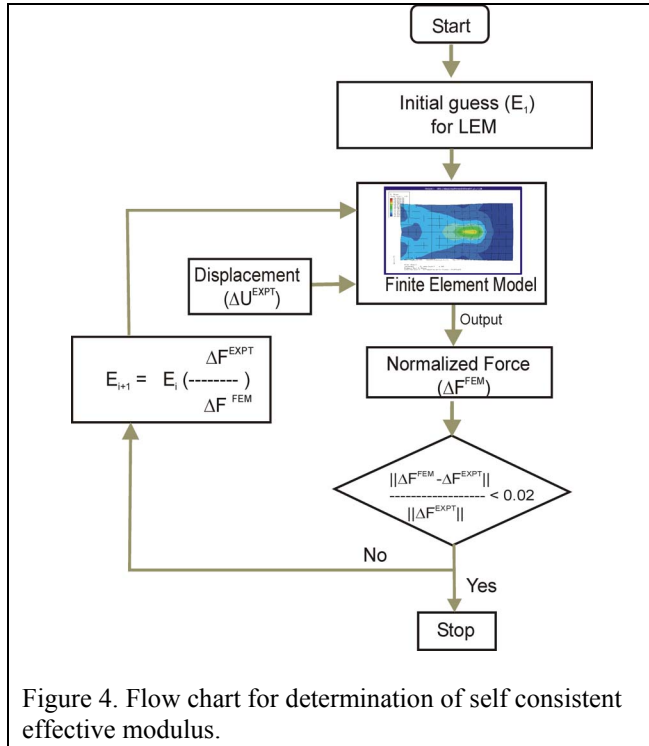 Start
Initial guess (E₁)
for LEM
Finite Element Model
Displacement
(ΔU^EXPT)
Output
Normalized Force
(ΔF^FEM)
E_i+1 = E_i (ΔF^EXPT
--------
ΔF^FEM)
||ΔF^FEM -ΔF^EXPT||
------------------ < 0.02
||ΔF^EXPT||
No
Yes
Stop
Figure 4. Flow chart for determination of self consistent
effective modulus.